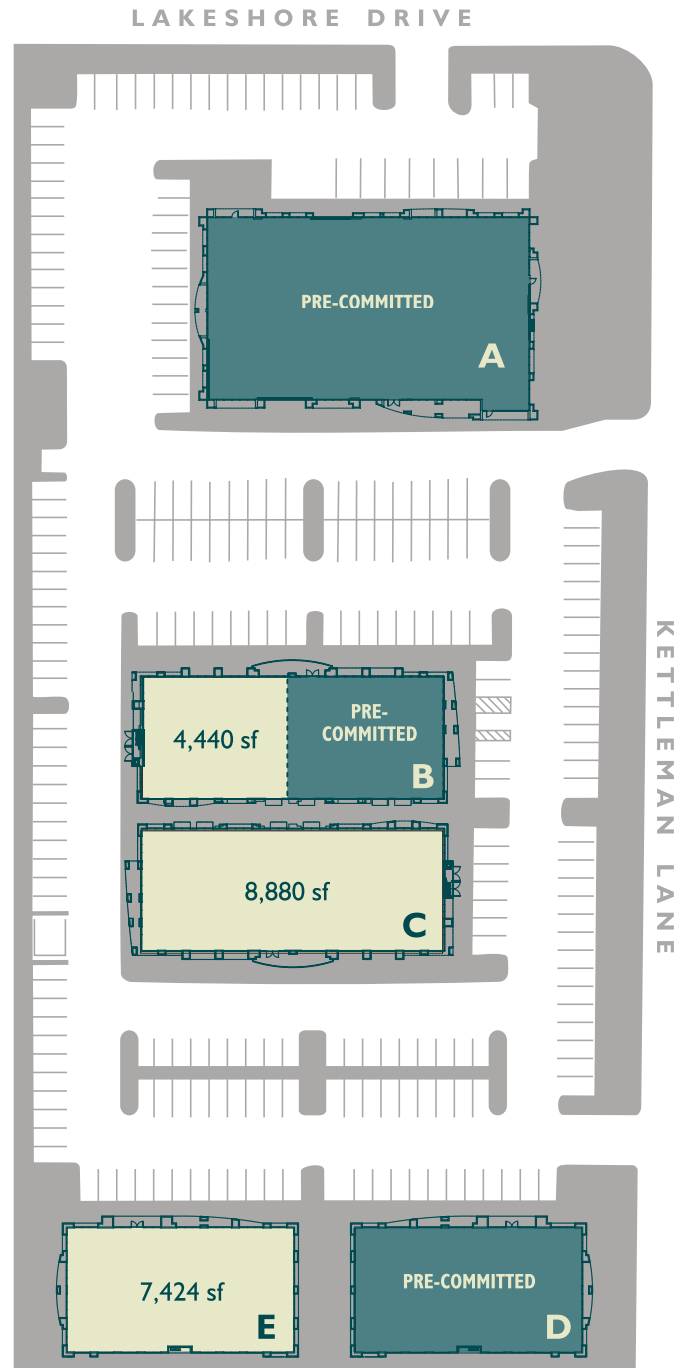 LAKESHORE DRIVE
PRE-COMMITTED
A
KETTLEMAN LANE
4,440 sf
PRE-
COMMITTED
B
8,880 sf
C
7,424 sf
E
PRE-COMMITTED
D